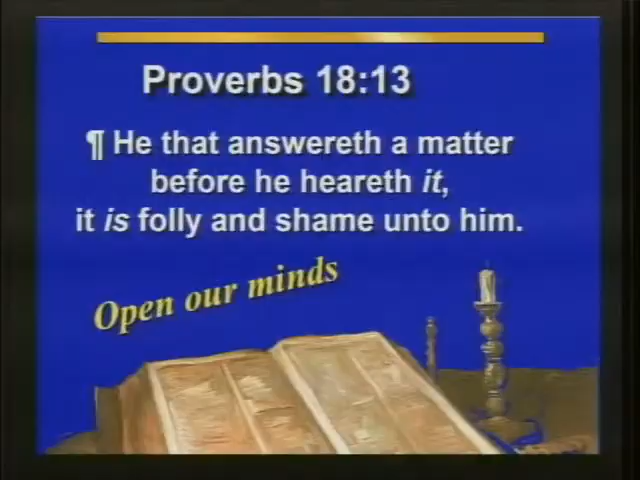 Proverbs 18:13
¶ He that answereth a matter
before he heareth it,
it is folly and shame unto him.
Open our minds